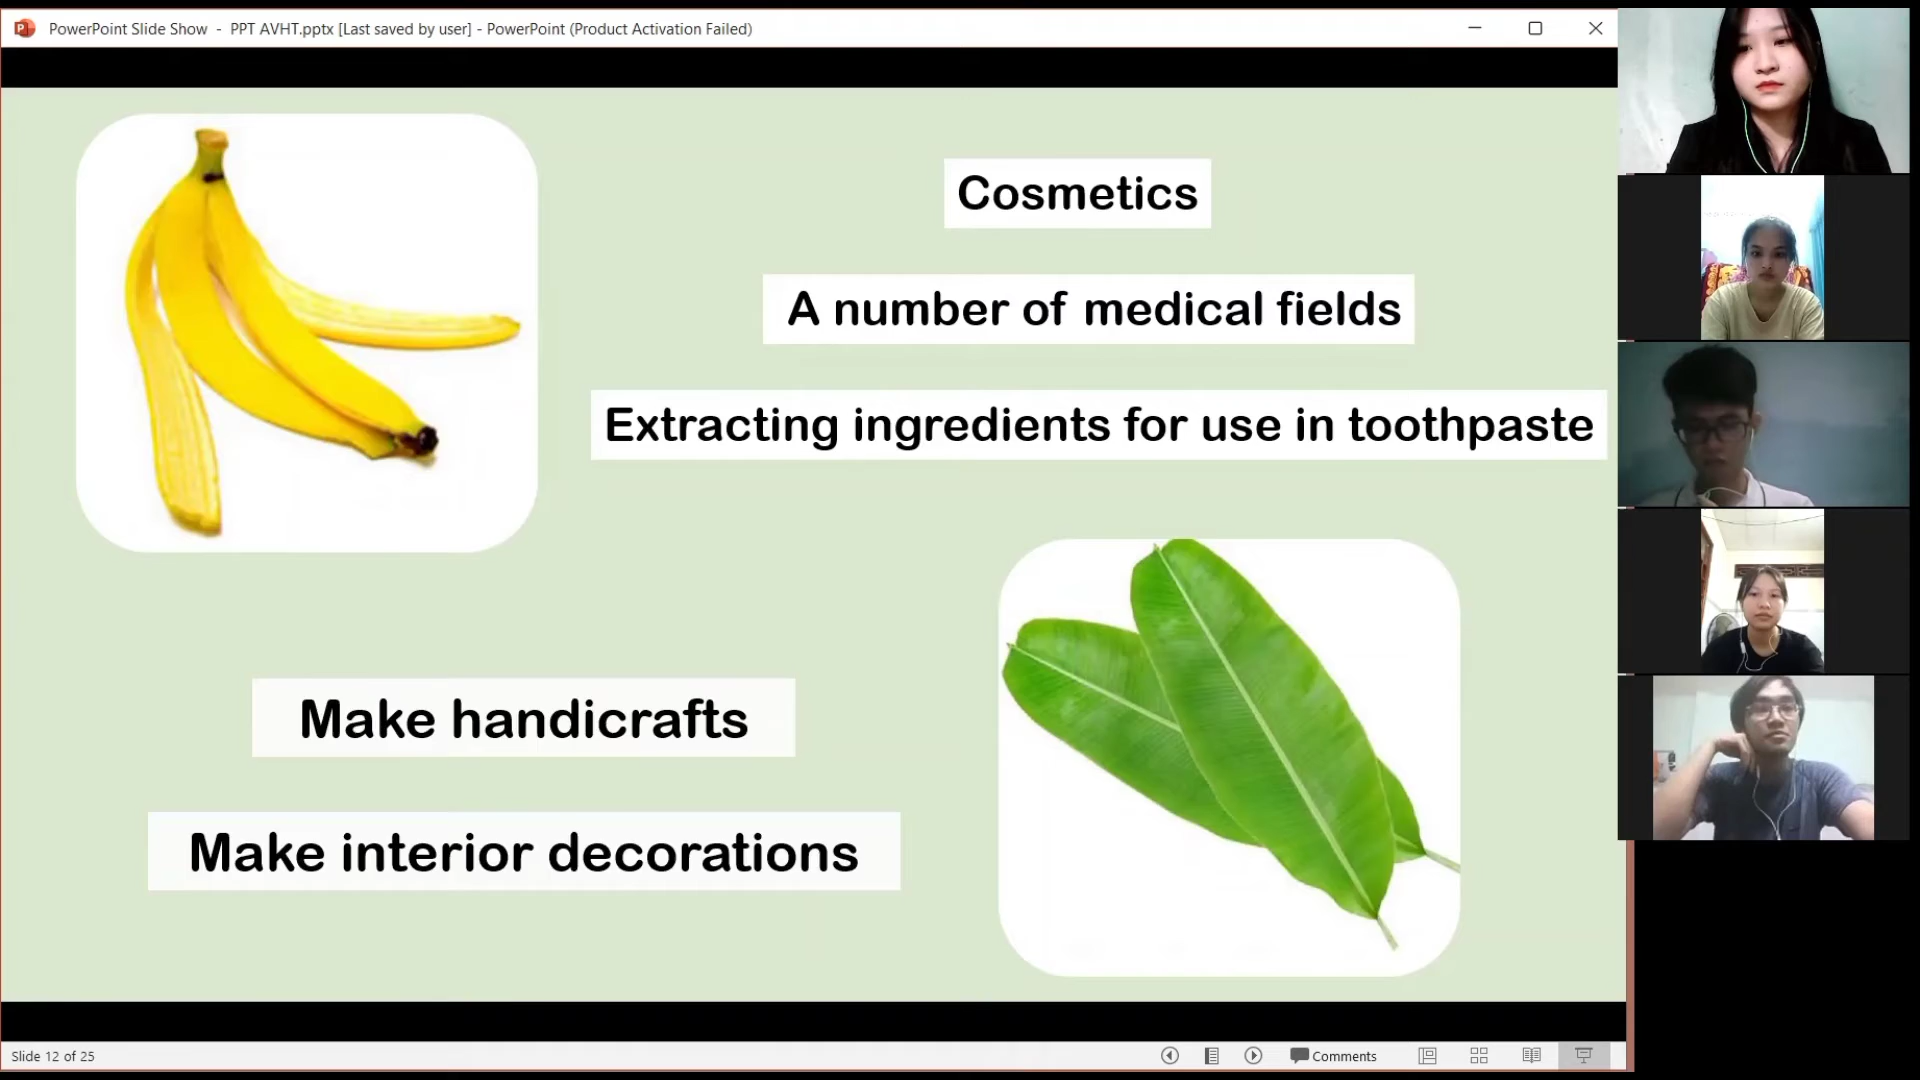 PowerPoint Slide Show - PPT AVHT.pptx [Last saved by user] - PowerPoint (Product Activation Failed)
Cosmetics
A number of medical fields
Extracting ingredients for use in toothpaste
Make handicrafts
Make interior decorations
Slide 12 of 25
Comments